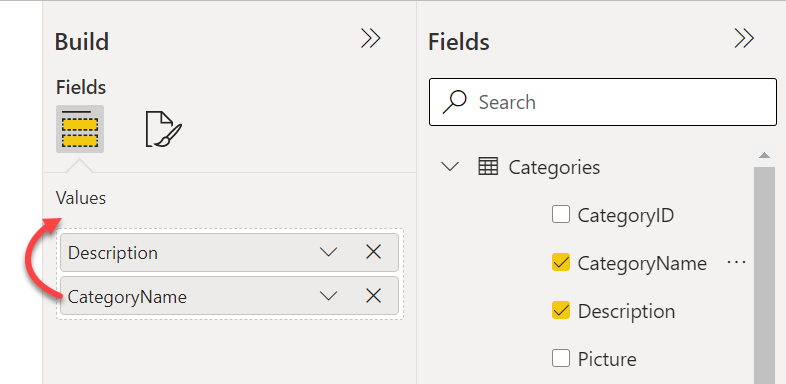 Build
Fields
Values
Description
CategoryName
Fields
Search
Categories
CategoryID
CategoryName
Description
Picture